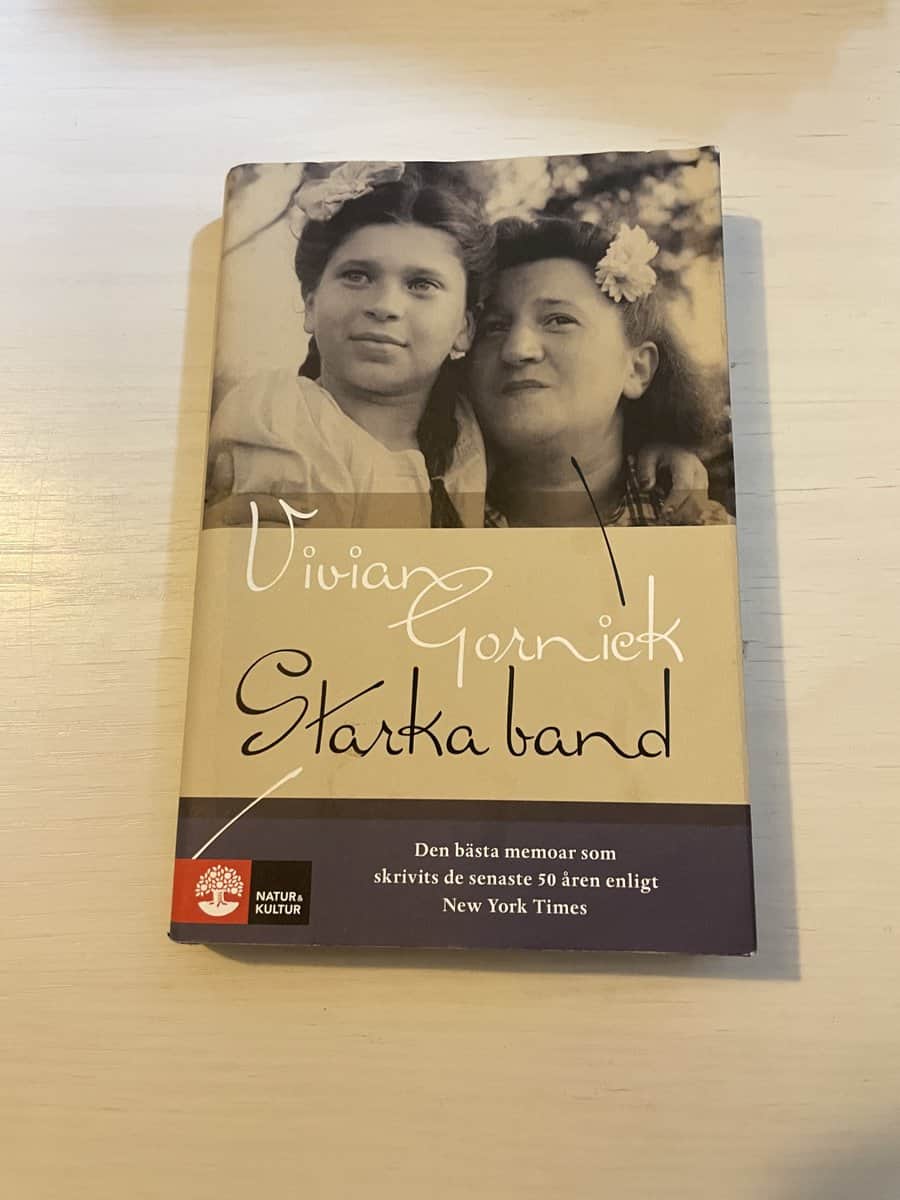 Vivian
Gornick
Starka band
Den bästa memoar som
skrivits de senaste 50 åren enligt
New York Times
NATUR &
KULTUR